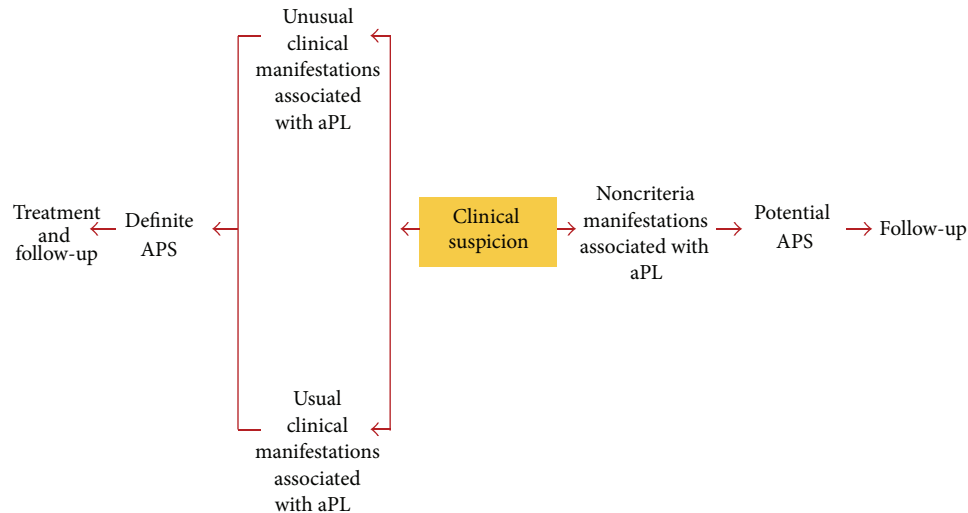 Unusual
clinical
manifestations
associated
with aPL
Treatment
and
follow-up
Definite
APS
Clinical
suspicion
Noncriteria
manifestations
associated with
aPL
Potential
APS
Follow-up
Usual
clinical
manifestations
associated
with aPL